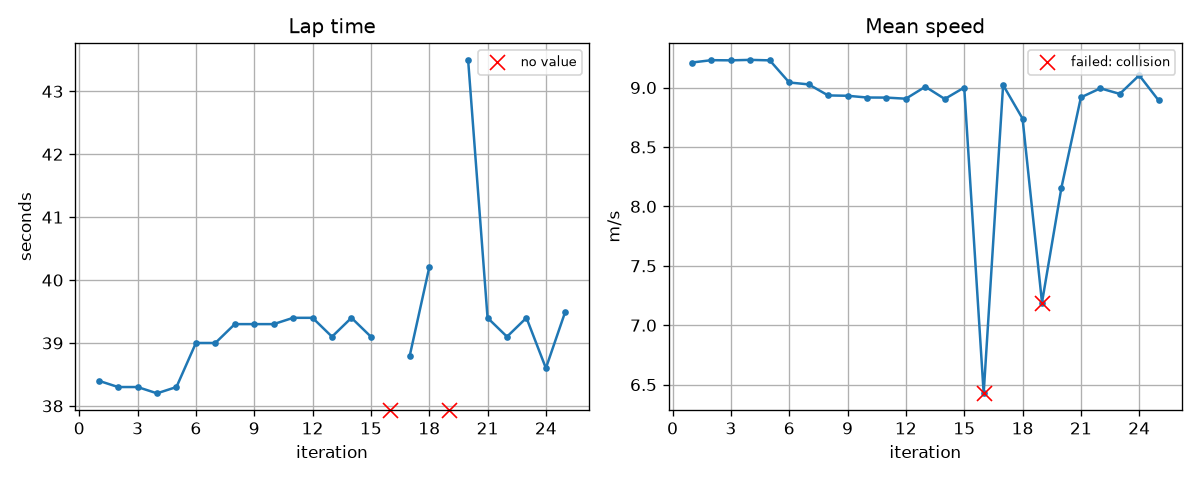 Lap time
no value
seconds
43
42
41
40
39
38
0 3 6 9 12 15 18 21 24
iteration
Mean speed
failed: collision
m/s
9.0
8.5
8.0
7.5
7.0
6.5
0 3 6 9 12 15 18 21 24
iteration